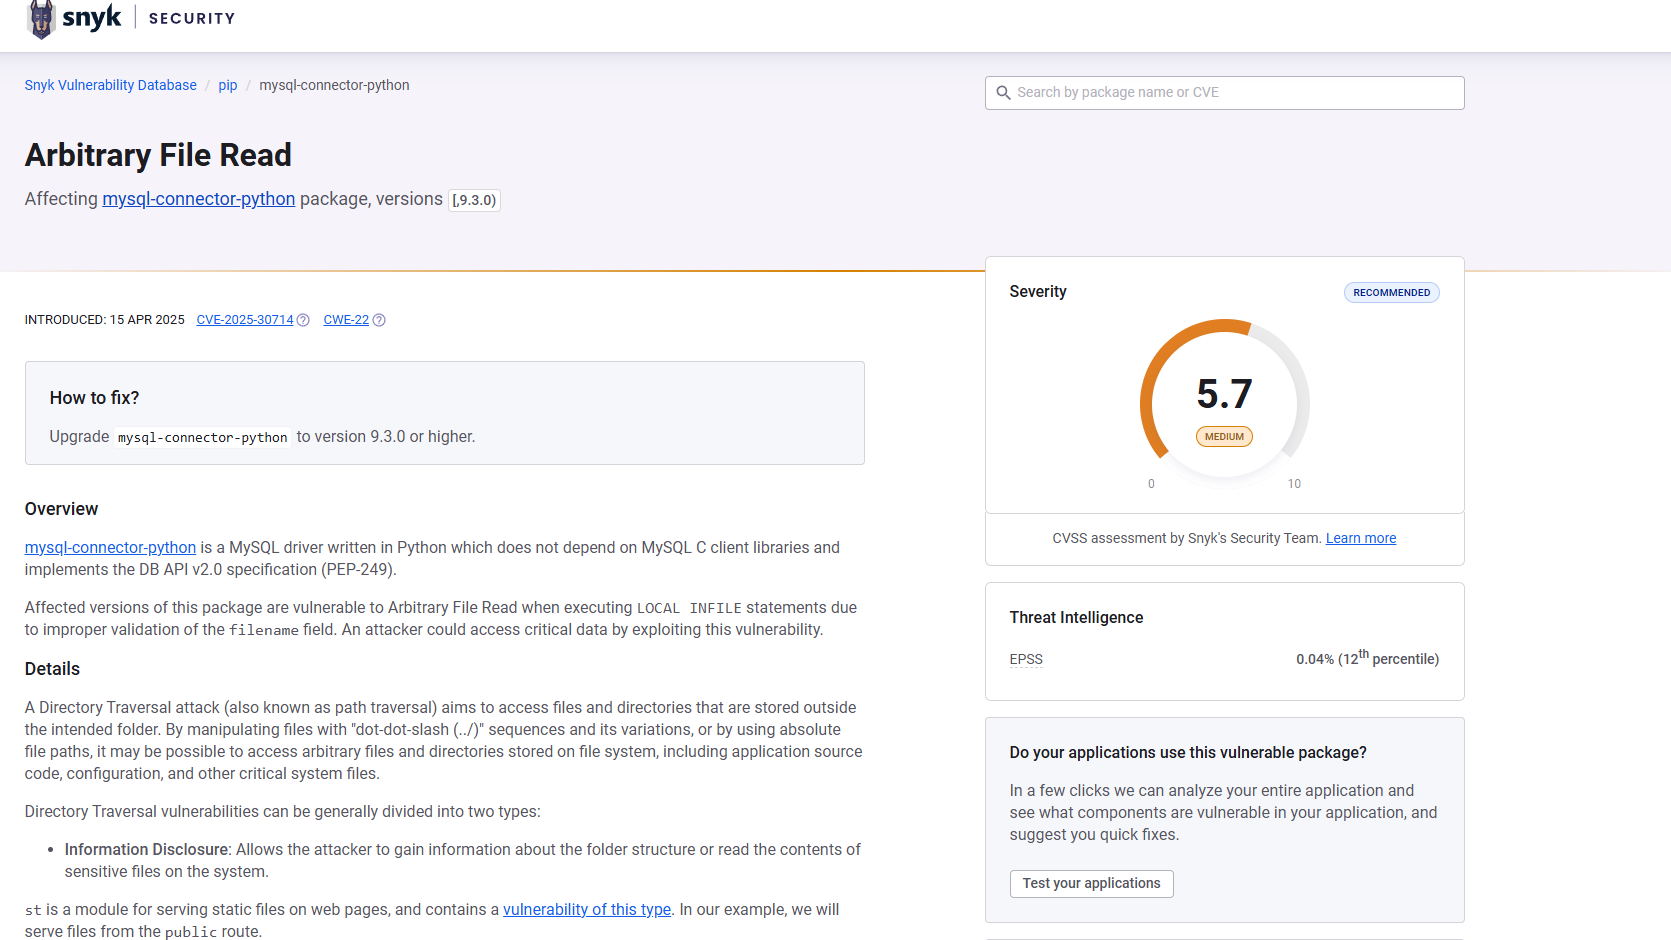 snyk | SECURITY
Snyk Vulnerability Database / pip / mysql-connector-python
Search by package name or CVE
Arbitrary File Read
Affecting mysql-connector-python package, versions [,9.3.0)
INTRODUCED: 15 APR 2025 CVE-2025-30714 ? CWE-22 ?
How to fix?
Upgrade mysql-connector-python to version 9.3.0 or higher.
Overview
mysql-connector-python is a MySQL driver written in Python which does not depend on MySQL C client libraries and
implements the DB API v2.0 specification (PEP-249).
Affected versions of this package are vulnerable to Arbitrary File Read when executing LOCAL INFILE statements due
to improper validation of the filename field. An attacker could access critical data by exploiting this vulnerability.
Details
A Directory Traversal attack (also known as path traversal) aims to access files and directories that are stored outside
the intended folder. By manipulating files with "dot-dot-slash (../)" sequences and its variations, or by using absolute
file paths, it may be possible to access arbitrary files and directories stored on file system, including application source
code, configuration, and other critical system files.
Directory Traversal vulnerabilities can be generally divided into two types:
• Information Disclosure: Allows the attacker to gain information about the folder structure or read the contents of
sensitive files on the system.
st is a module for serving static files on web pages, and contains a vulnerability of this type. In our example, we will
serve files from the public route.
Severity
RECOMMENDED
5.7
MEDIUM
0 10
CVSS assessment by Snyk's Security Team. Learn more
Threat Intelligence
EPSS 0.04% (12th percentile)
Do your applications use this vulnerable package?
In a few clicks we can analyze your entire application and
see what components are vulnerable in your application, and
suggest you quick fixes.
Test your applications